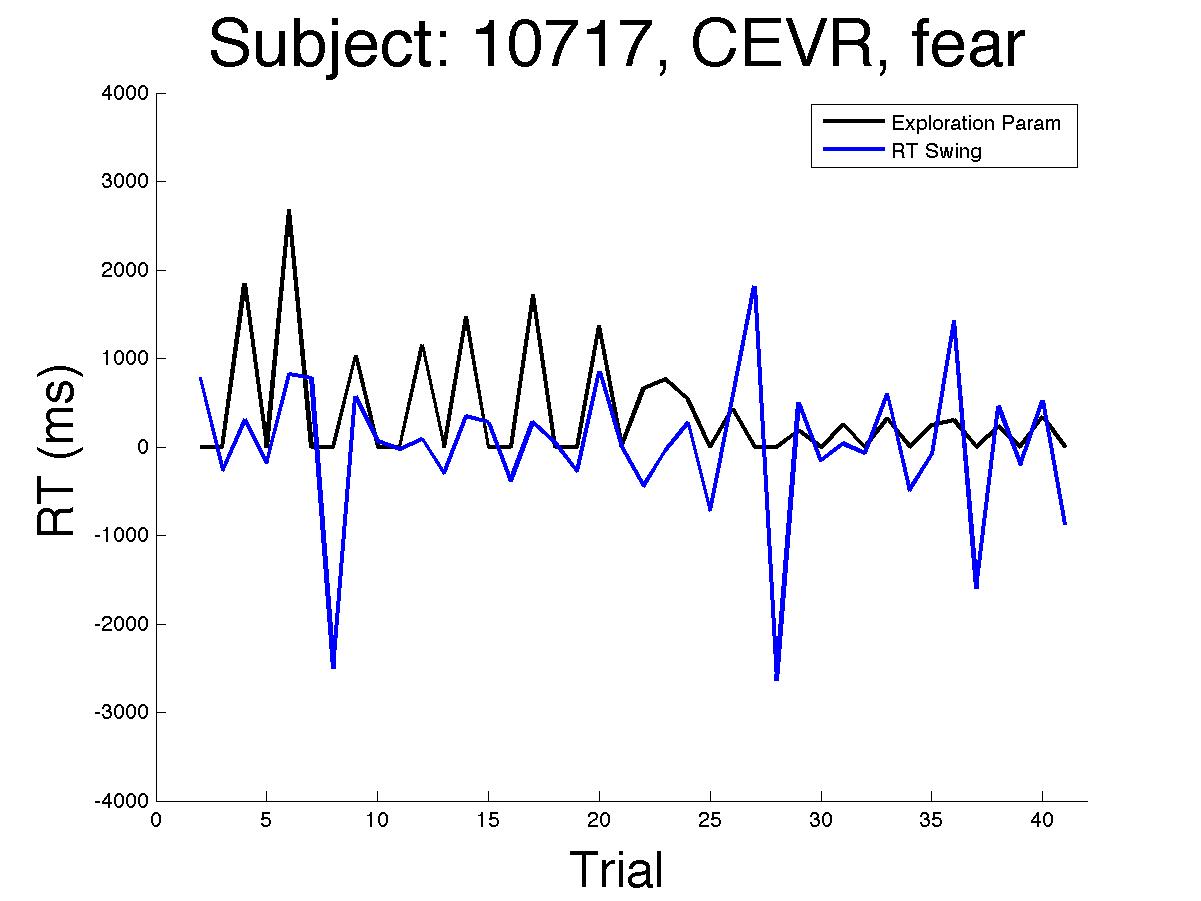 Subject: 10717, CEVR, fear
4000
3000
2000
1000
0
-1000
-2000
-3000
-4000
RT (ms)
Exploration Param
RT Swing
0 5 10 15 20 25 30 35 40
Trial